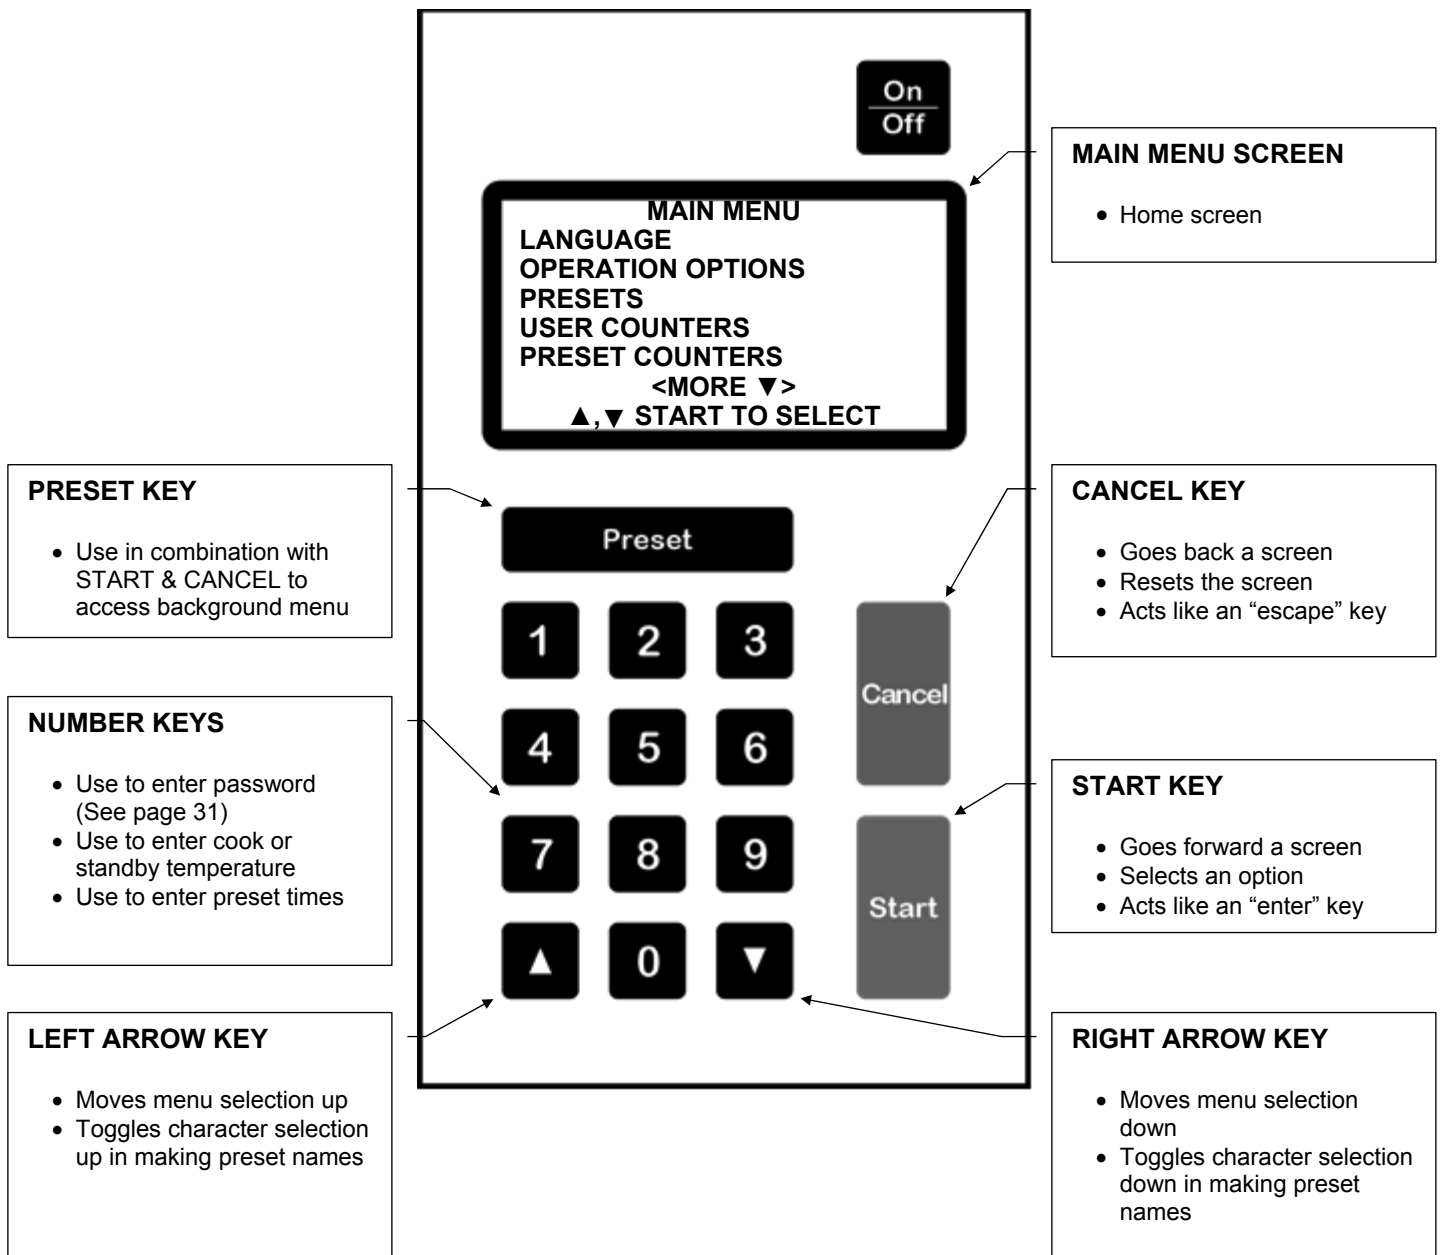 On
Off
MAIN MENU SCREEN
• Home screen
MAIN MENU
LANGUAGE
OPERATION OPTIONS
PRESETS
USER COUNTERS
PRESET COUNTERS
<MORE ▼>
▲,▼ START TO SELECT
PRESET KEY
• Use in combination with
START & CANCEL to
access background menu
Preset
CANCEL KEY
• Goes back a screen
• Resets the screen
• Acts like an “escape” key
1 2 3
Cancel
NUMBER KEYS
• Use to enter password
(See page 31)
• Use to enter cook or
standby temperature
• Use to enter preset times
4 5 6
START KEY
• Goes forward a screen
• Selects an option
• Acts like an “enter” key
7 8 9
Start
▲ 0 ▼
LEFT ARROW KEY
• Moves menu selection up
• Toggles character selection
up in making preset names
RIGHT ARROW KEY
• Moves menu selection
down
• Toggles character selection
down in making preset
names